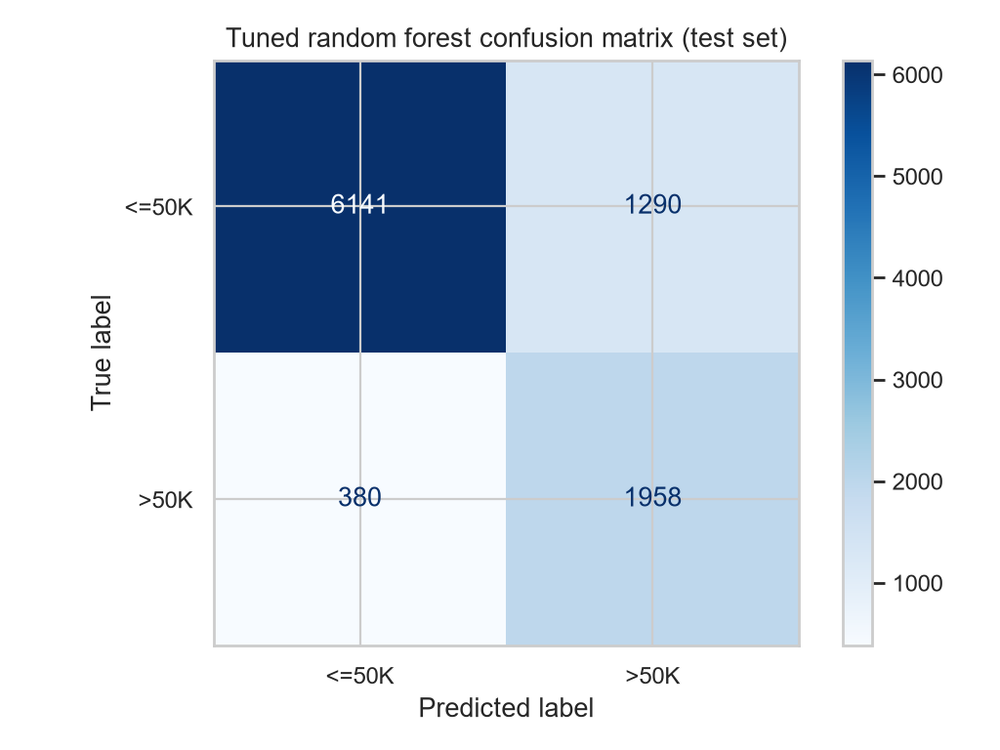 Tuned random forest confusion matrix (test set)
6000
5000
4000
3000
2000
1000
<=50K
6141
1290
True label
>50K
380
1958
<=50K
>50K
Predicted label